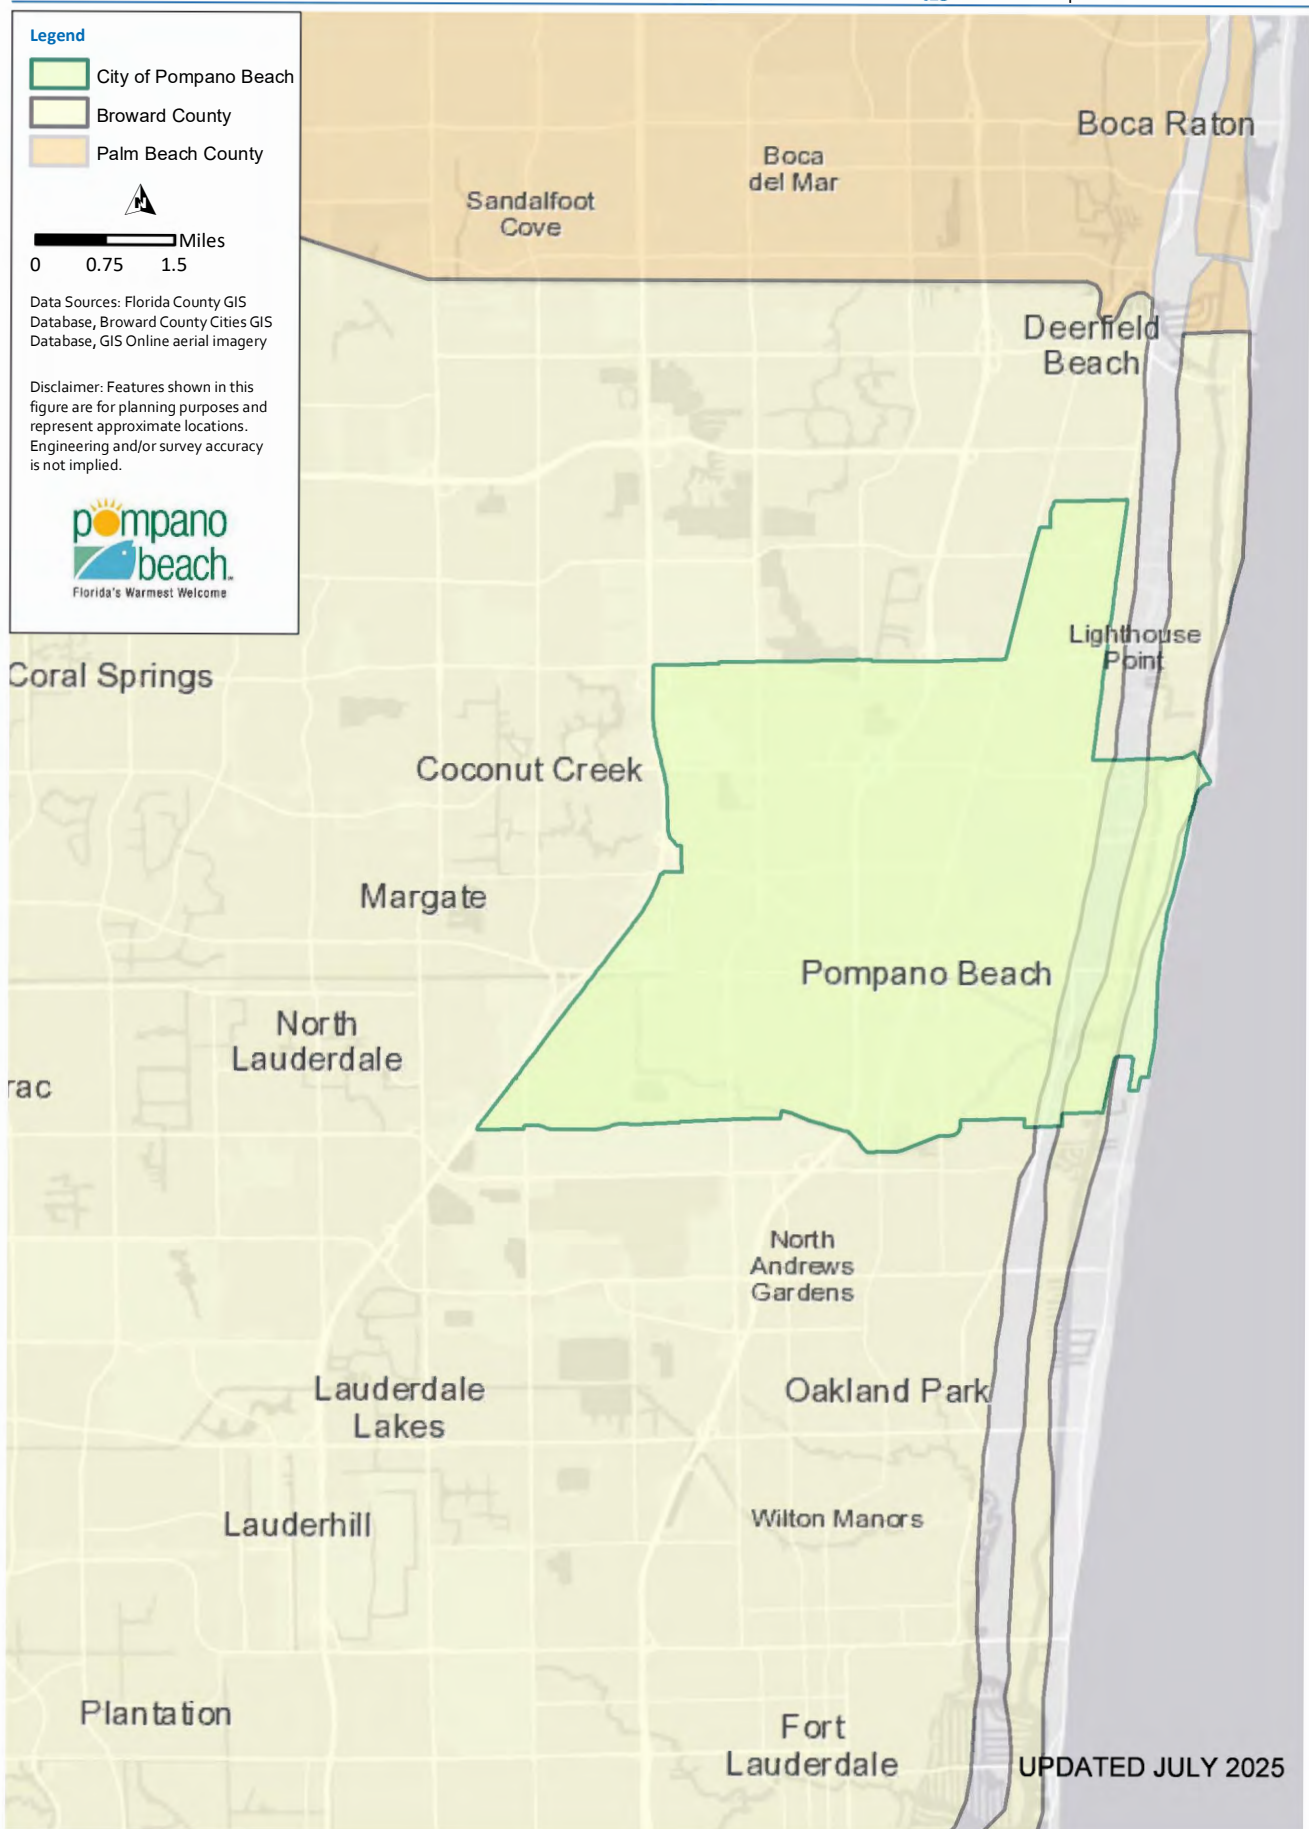 Legend
City of Pompano Beach
Broward County
Palm Beach County
N
Miles
0 0.75 1.5
Data Sources: Florida County GIS
Database, Broward County Cities GIS
Database, GIS Online aerial imagery
Disclaimer: Features shown in this
figure are for planning purposes and
represent approximate locations.
Engineering and/or survey accuracy
is not implied.
pompano
beach
Florida's Warmest Welcome
Boca Raton
Boca
del Mar
Sandalfoot
Cove
Deerfield
Beach
Lighthouse
Point
Coral Springs
Coconut Creek
Margate
Pompano Beach
North
Lauderdale
rac
North
Andrews
Gardens
Lauderdale
Lakes
Oakland Park
Lauderhill
Wilton Manors
Plantation
Fort
Lauderdale
UPDATED JULY 2025